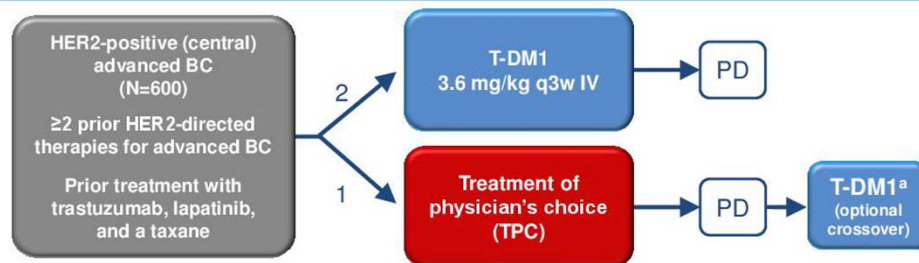 HER2-positive (central)
advanced BC
(N=600)
≥2 prior HER2-directed
therapies for advanced BC
Prior treatment with
trastuzumab, lapatinib,
and a taxane
2
1
T-DM1
3.6 mg/kg q3w IV
PD
Treatment of
physician's choice
(TPC)
PD
T-DM1ᵃ
(optional
crossover)